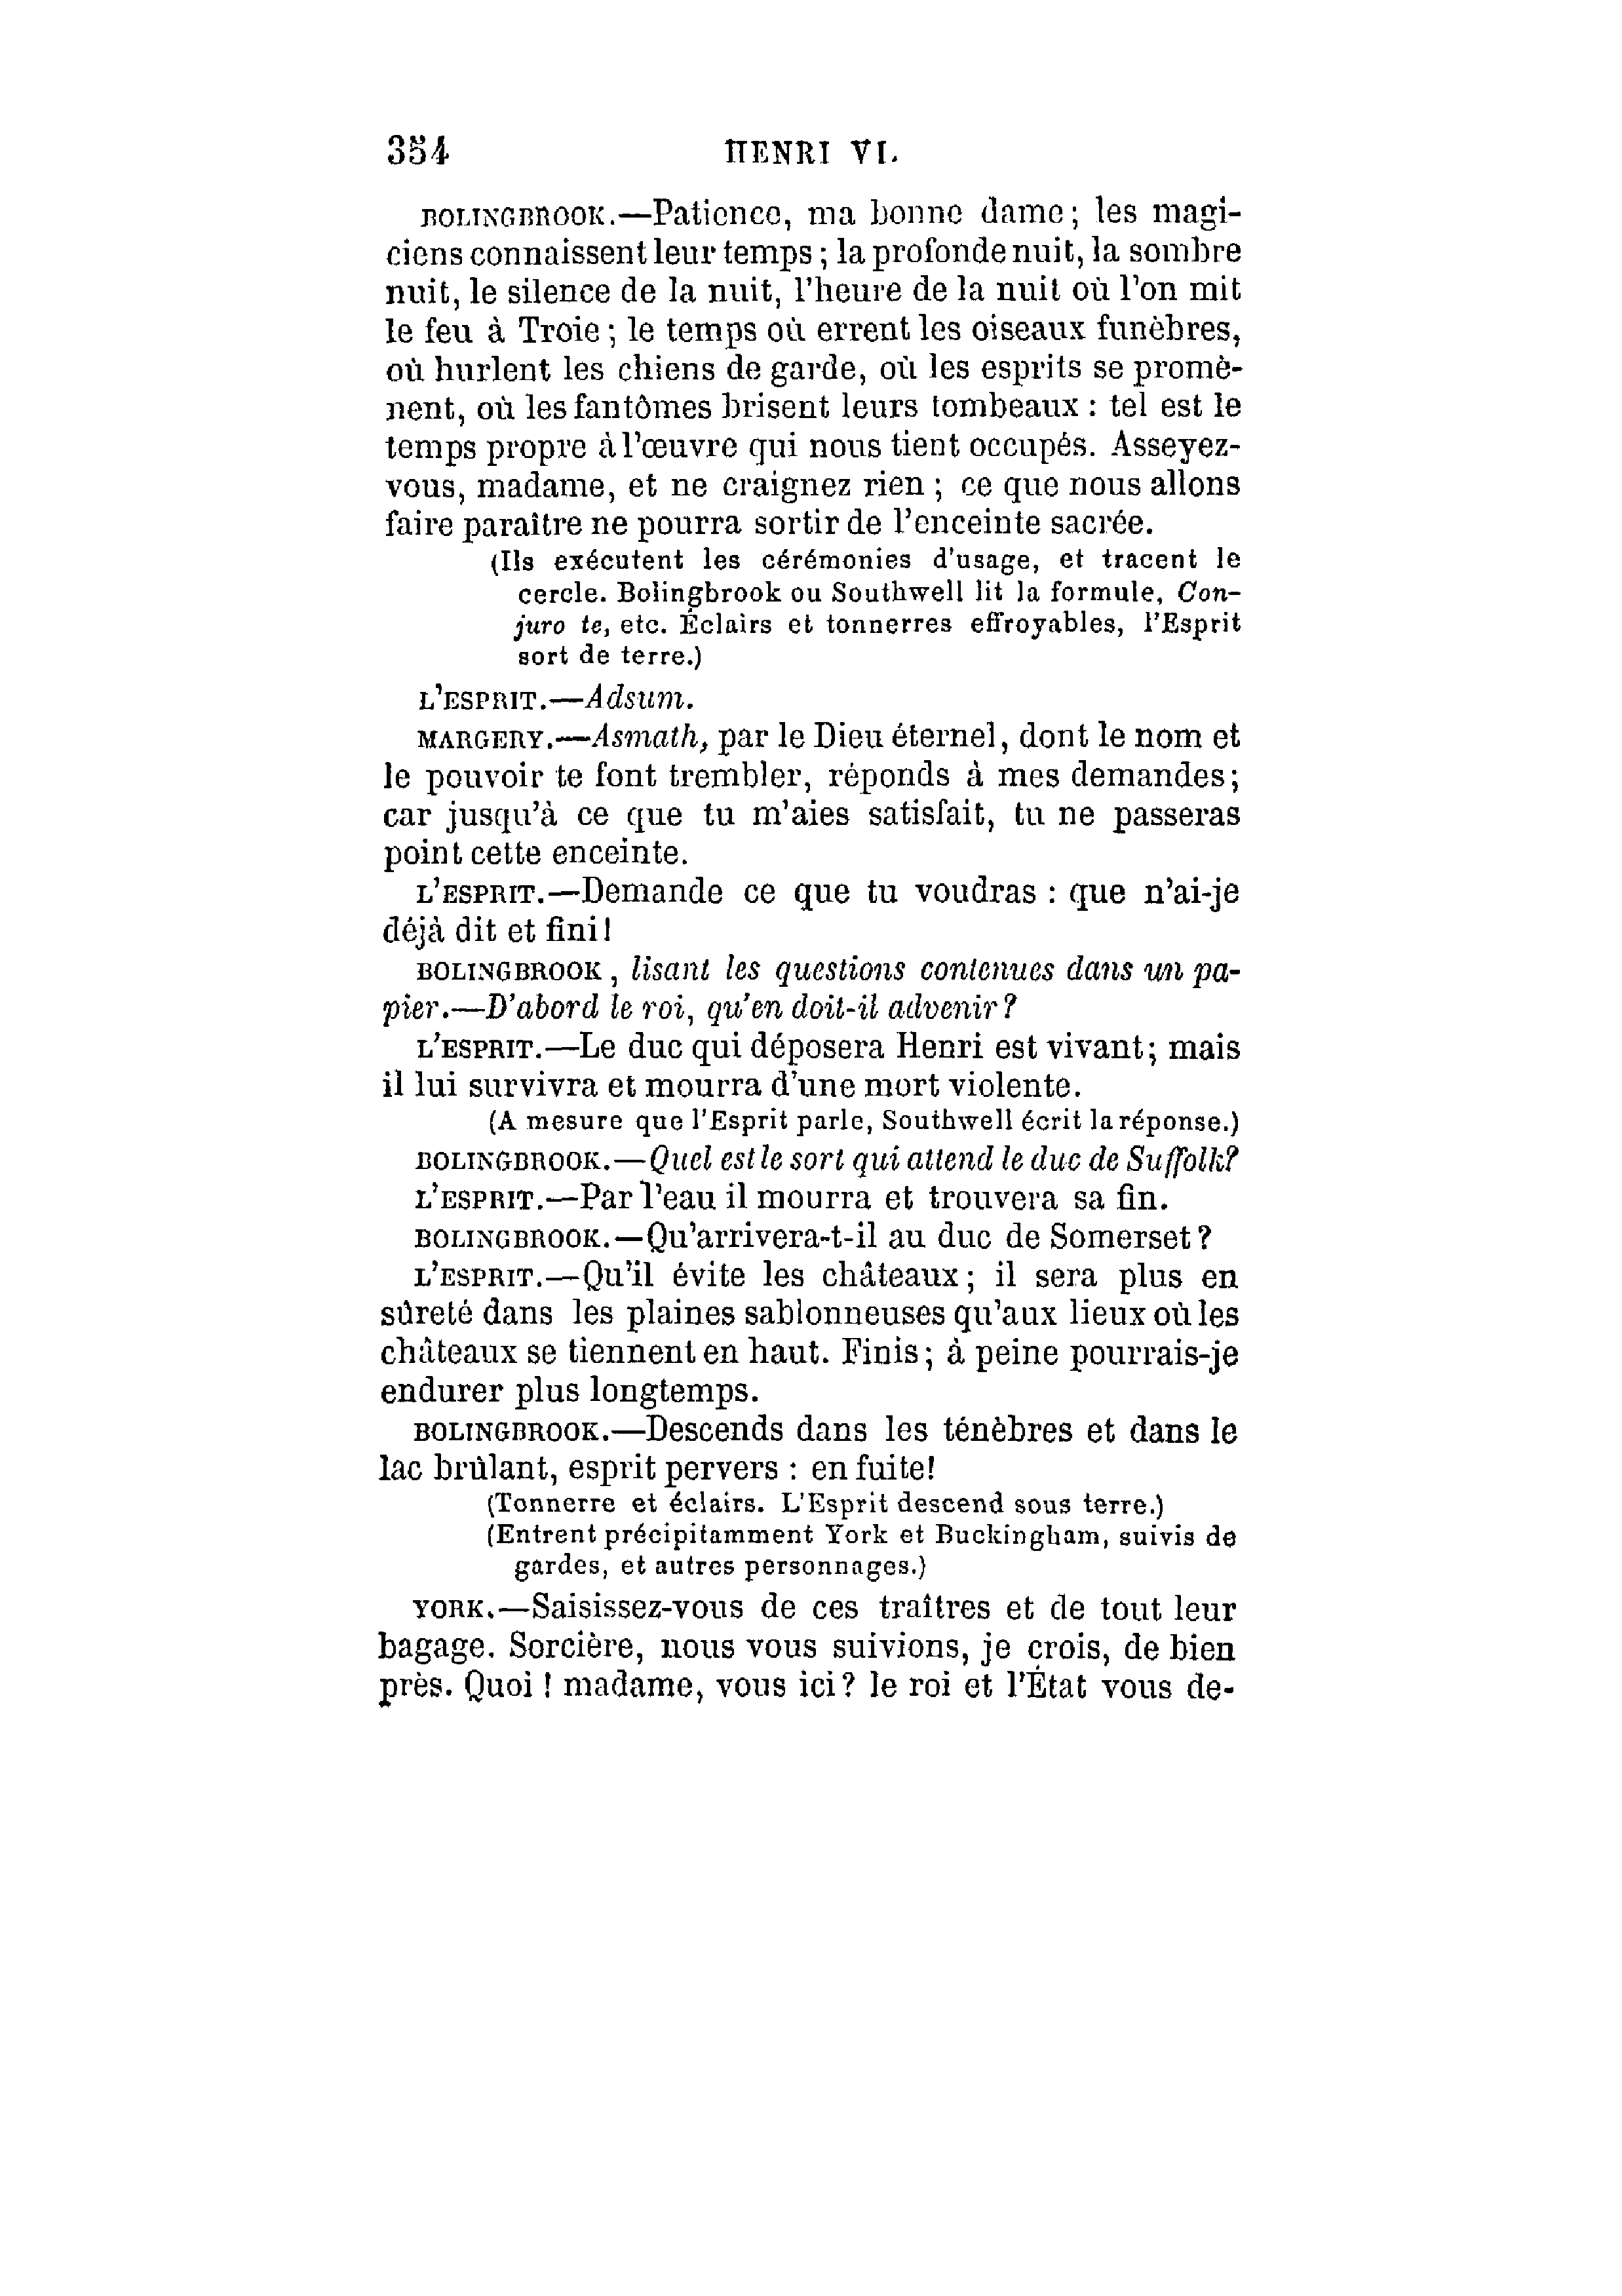 354 HENRI VI.
BOLINGBROOK.—Patience, ma bonne dame; les magi-
ciens connaissent leur temps; la profonde nuit, la sombre
nuit, le silence de la nuit, l'heure de la nuit où l'on mit
le feu à Troie; le temps où errent les oiseaux funèbres,
où hurlent les chiens de garde, où les esprits se promè-
nent, où les fantômes brisent leurs tombeaux : tel est le
temps propre à l'œuvre qui nous tient occupés. Asseyez-
vous, madame, et ne craignez rien ; ce que nous allons
faire paraître ne pourra sortir de l'enceinte sacrée.
(Ils exécutent les cérémonies d'usage, et tracent le
cercle. Bolingbrook ou Southwell lit la formule, Con-
juro te, etc. Éclairs et tonnerres effroyables, l'Esprit
sort de terre.)
L'ESPRIT.—Adsum.
MARGERY.—Asmath, par le Dieu éternel, dont le nom et
le pouvoir te font trembler, réponds à mes demandes;
car jusqu'à ce que tu m'aies satisfait, tu ne passeras
point cette enceinte.
L'ESPRIT.—Demande ce que tu voudras : que n'ai-je
déjà dit et fini!
BOLINGBROOK, lisant les questions contenues dans un pa-
pier.—D'abord le roi, qu'en doit-il advenir?
L'ESPRIT.—Le duc qui déposera Henri est vivant; mais
il lui survivra et mourra d'une mort violente.
(A mesure que l'Esprit parle, Southwell écrit la réponse.)
BOLINGBROOK.—Quel est le sort qui attend le duc de Suffolk?
L'ESPRIT.—Par l'eau il mourra et trouvera sa fin.
BOLINGBROOK.—Qu'arrivera-t-il au duc de Somerset?
L'ESPRIT.—Qu'il évite les châteaux; il sera plus en
sûreté dans les plaines sablonneuses qu'aux lieux où les
châteaux se tiennent en haut. Finis; à peine pourrais-je
endurer plus longtemps.
BOLINGBROOK.—Descends dans les ténèbres et dans le
lac brûlant, esprit pervers : en fuite!
(Tonnerre et éclairs. L'Esprit descend sous terre.)
(Entrent précipitamment York et Buckingham, suivis de
gardes, et autres personnages.)
YORK.—Saisissez-vous de ces traîtres et de tout leur
bagage. Sorcière, nous vous suivions, je crois, de bien
près. Quoi ! madame, vous ici? le roi et l'État vous de-